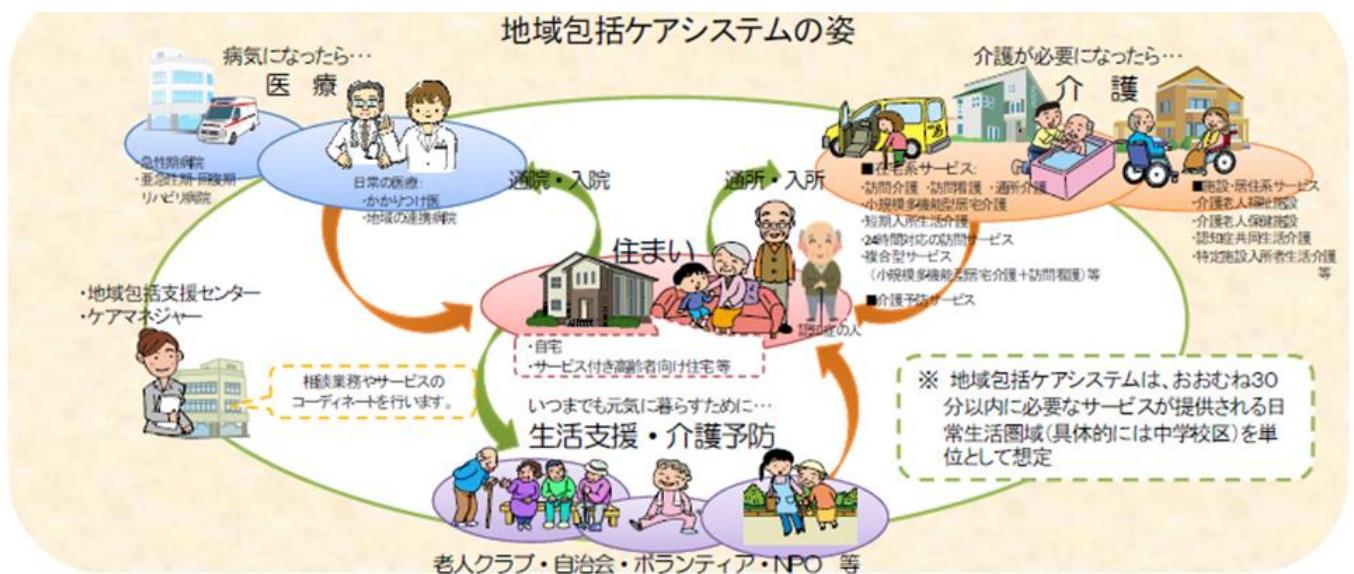 地域包括ケアシステムの姿
病気になったら…
医 療
・急性期病院
・亜急性期・回復期
リハビリ病院
日常の医療：
・かかりつけ医
・地域の連携病院
通院・入院
通所・入所
介護が必要になったら…
介 護
■在宅系サービス：
・訪問介護 ・訪問看護 ・通所介護
・小規模多機能型居宅介護
・短期入所生活介護
・24時間対応の訪問サービス
・複合型サービス
（小規模多機能型居宅介護＋訪問看護）等
■介護予防サービス
■施設・居住系サービス
・介護老人福祉施設
・介護老人保健施設
・認知症共同生活介護
・特定施設入所者生活介護
等
住まい
認知症の人
・自宅
・サービス付き高齢者向け住宅等
・地域包括支援センター
・ケアマネジャー
相談業務やサービスの
コーディネートを行います。
いつまでも元気に暮らすために…
生活支援・介護予防
老人クラブ・自治会・ボランティア・NPO 等
※ 地域包括ケアシステムは、おおむね30
分以内に必要なサービスが提供される日
常生活圏域（具体的には中学校区）を単
位として想定